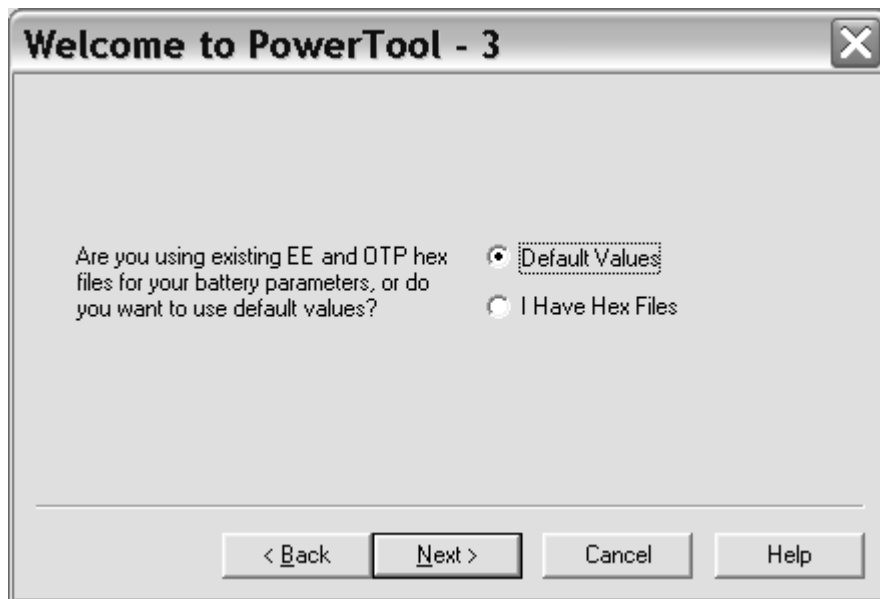 Welcome to PowerTool - 3
Are you using existing EE and OTP hex
files for your battery parameters, or do
you want to use default values?
Default Values
I Have Hex Files
< Back
Next >
Cancel
Help